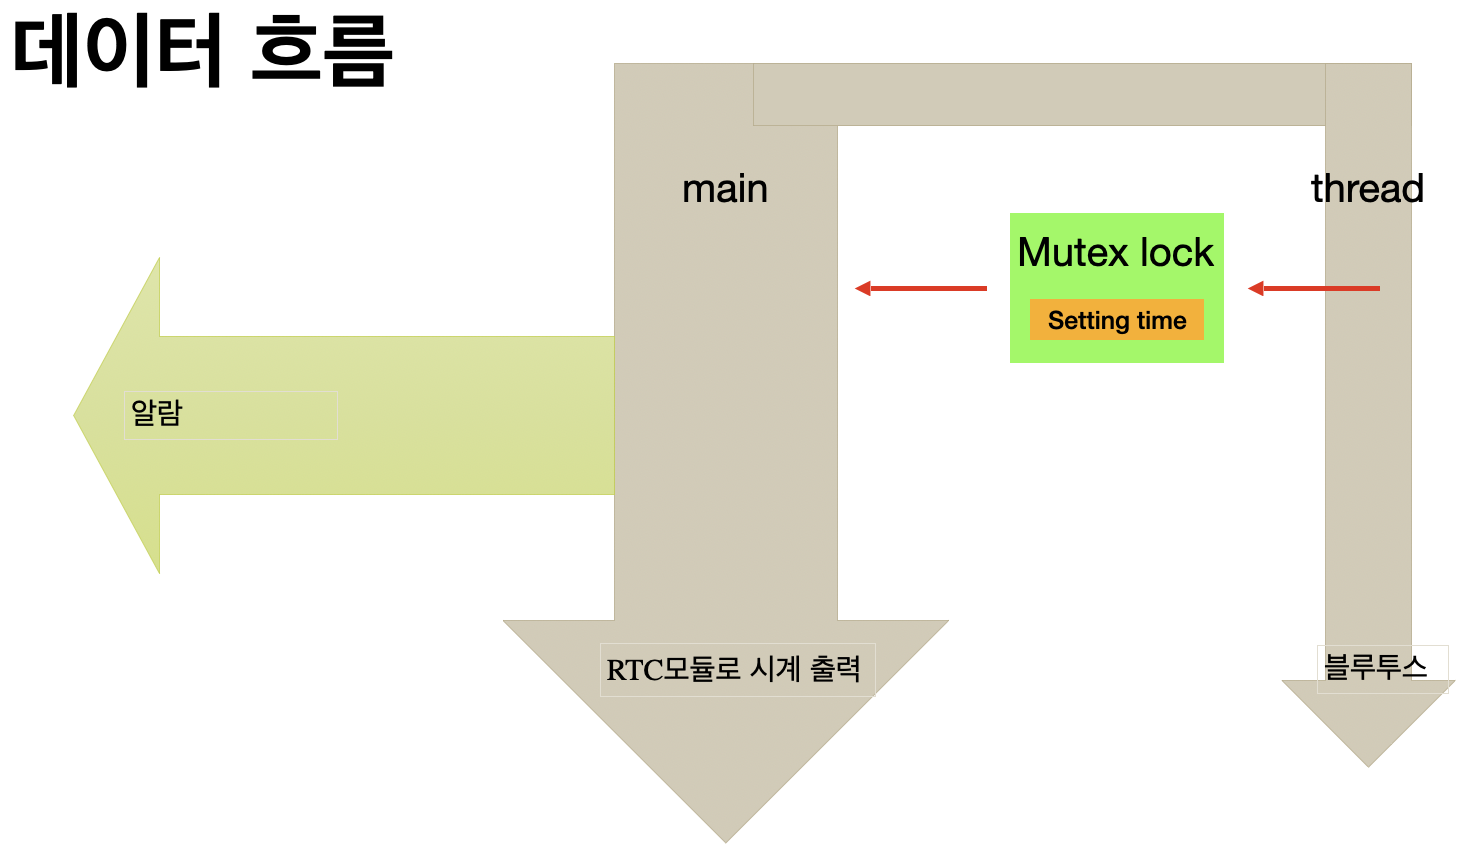 데이터 흐름
main
thread
Mutex lock
Setting time
알람
RTC모듈로 시계 출력
블루투스